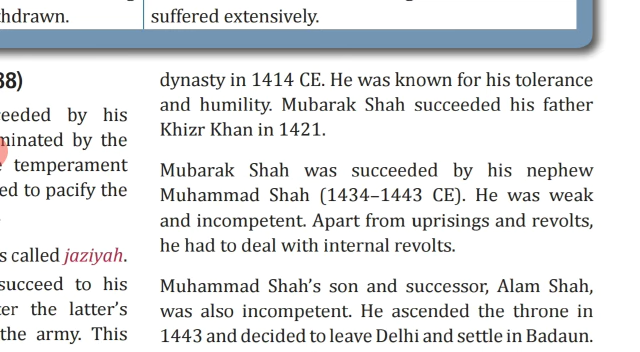 hdrawn.
suffered extensively.
38)
eeded by his
minated by the
temperament
ed to pacify the
s called jaziyah.
succeed to his
er the latter's
the army. This
dynasty in 1414 CE. He was known for his tolerance
and humility. Mubarak Shah succeeded his father
Khizr Khan in 1421.
Mubarak Shah was succeeded by his nephew
Muhammad Shah (1434–1443 CE). He was weak
and incompetent. Apart from uprisings and revolts,
he had to deal with internal revolts.
Muhammad Shah's son and successor, Alam Shah,
was also incompetent. He ascended the throne in
1443 and decided to leave Delhi and settle in Badaun.